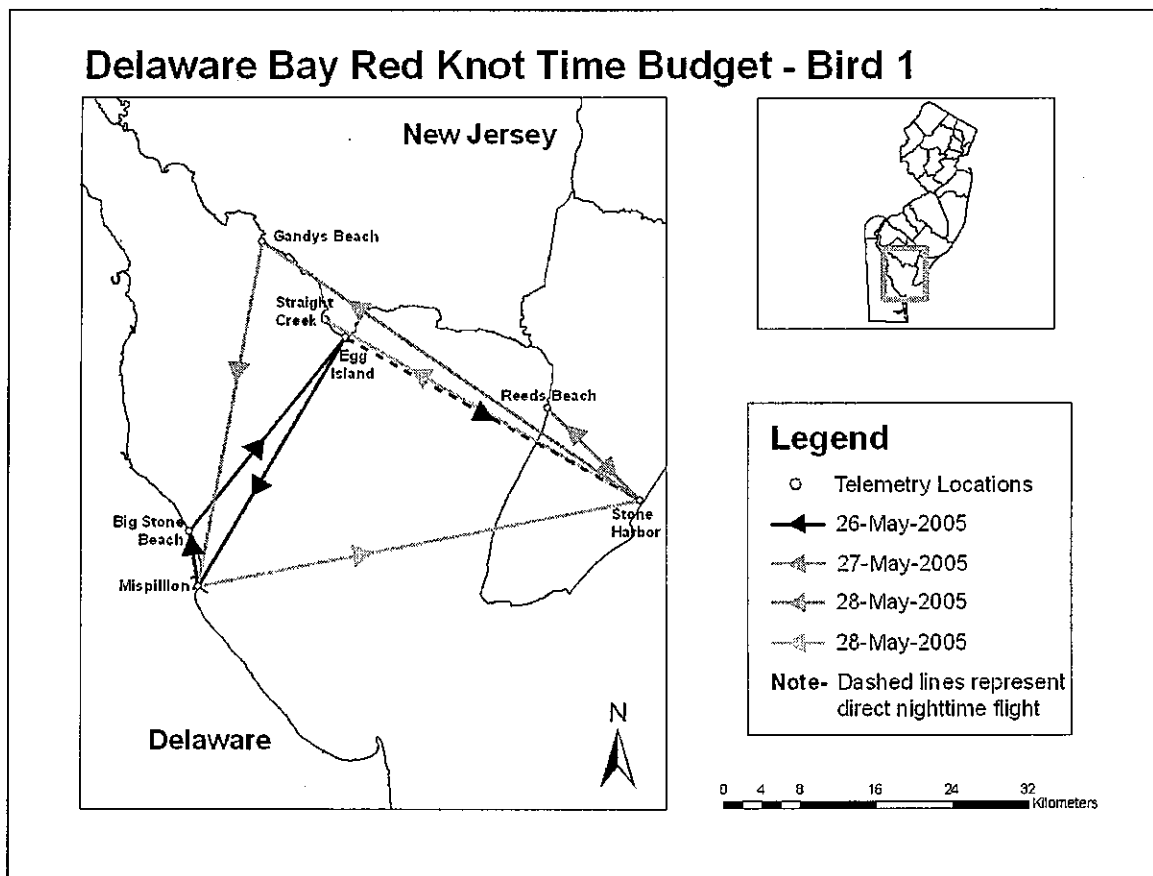 Delaware Bay Red Knot Time Budget - Bird 1
New Jersey
Gandys Beach
Straight
Creek
Egg
Island
Reeds Beach
Big Stone
Beach
Stone
Harbor
Mispillion
Delaware
N
Legend
Telemetry Locations
26-May-2005
27-May-2005
28-May-2005
28-May-2005
Note- Dashed lines represent
direct nighttime flight
0 4 8 16 24 32
Kilometers